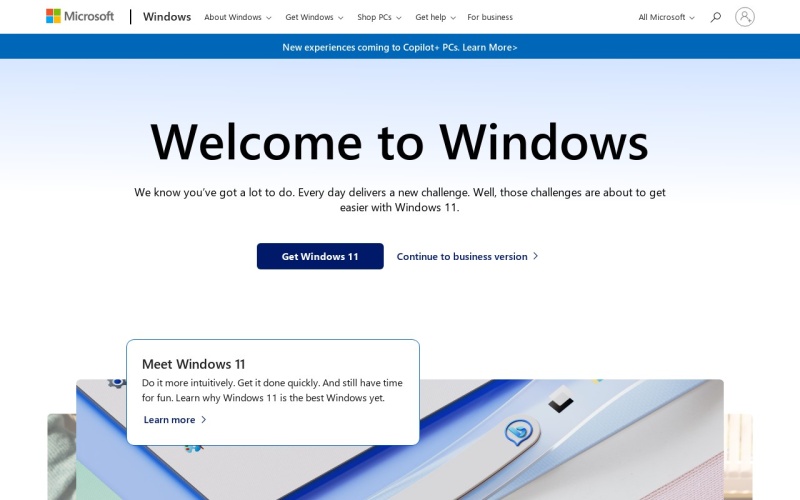 Microsoft Windows About Windows Get Windows Shop PCs Get help For business All Microsoft
New experiences coming to Copilot+ PCs. Learn More>
Welcome to Windows
We know you've got a lot to do. Every day delivers a new challenge. Well, those challenges are about to get
easier with Windows 11.
Get Windows 11 Continue to business version
Meet Windows 11
Do it more intuitively. Get it done quickly. And still have time
for fun. Learn why Windows 11 is the best Windows yet.
Learn more